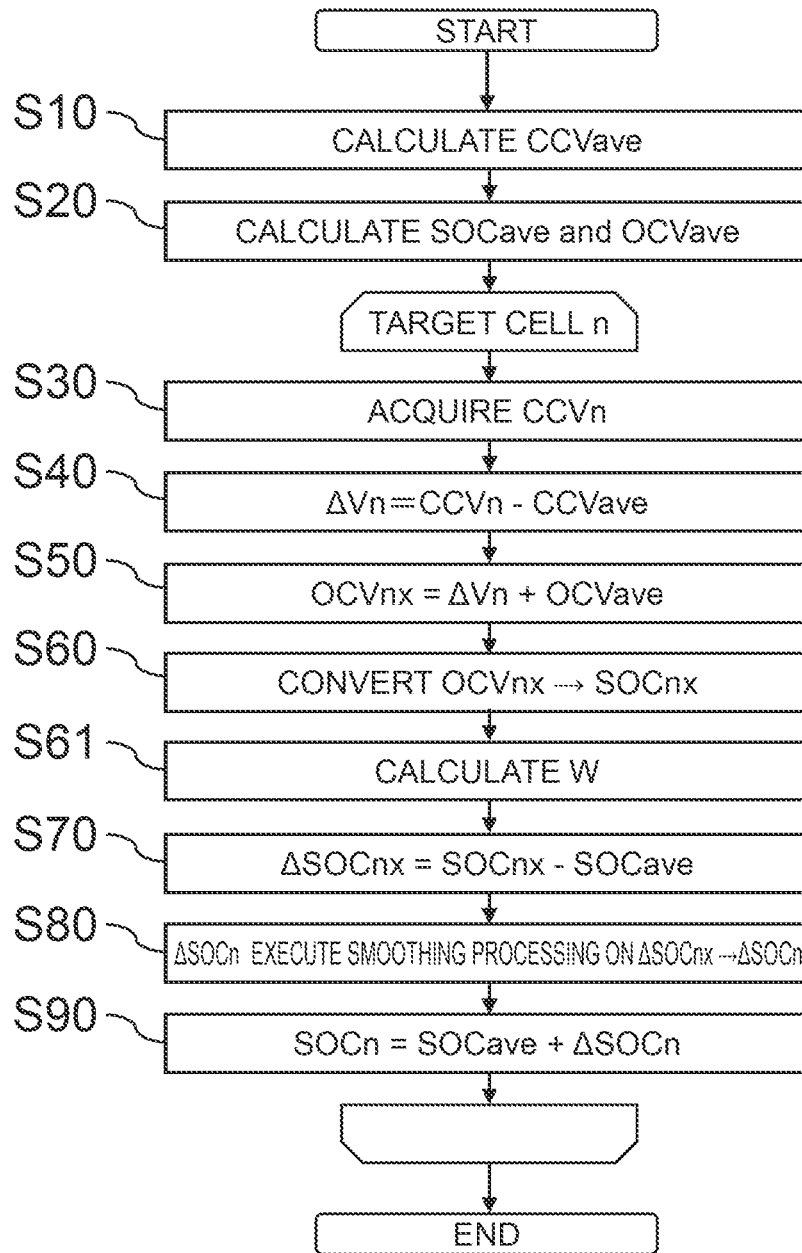 START
S10
CALCULATE CCVave
S20
CALCULATE SOCave and OCVave
TARGET CELL n
S30
ACQUIRE CCVn
S40
ΔVn=CCVn - CCVave
S50
OCVnx = ΔVn + OCVave
S60
CONVERT OCVnx → SOCnx
S61
CALCULATE W
S70
ΔSOCnx = SOCnx - SOCave
S80
ΔSOCn EXECUTE SMOOTHING PROCESSING ON ΔSOCnx →ΔSOCn
S90
SOCn = SOCave + ΔSOCn
END